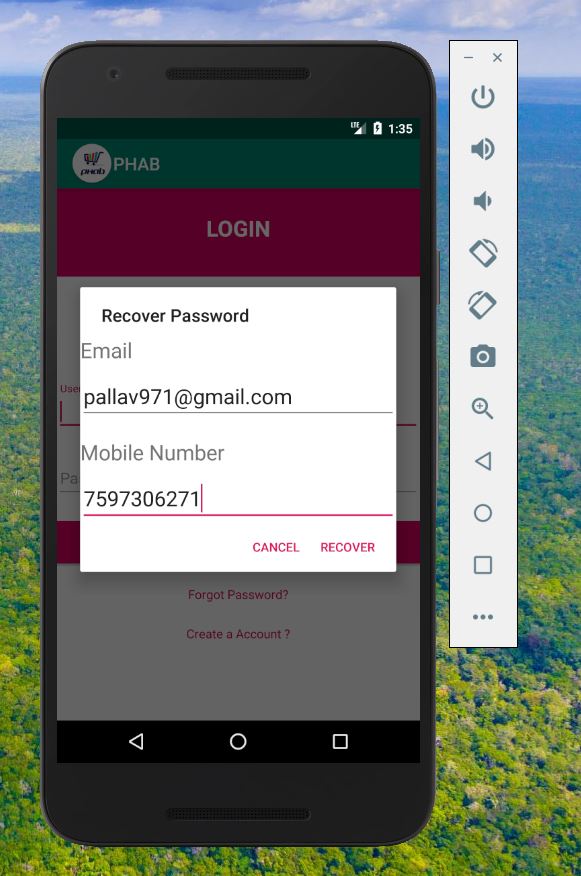 LTE 1:35
PHAB PHAB
LOGIN
Recover Password
Email
User
pallav971@gmail.com
Mobile Number
Pa
7597306271
CANCEL RECOVER
Forgot Password?
Create a Account ?